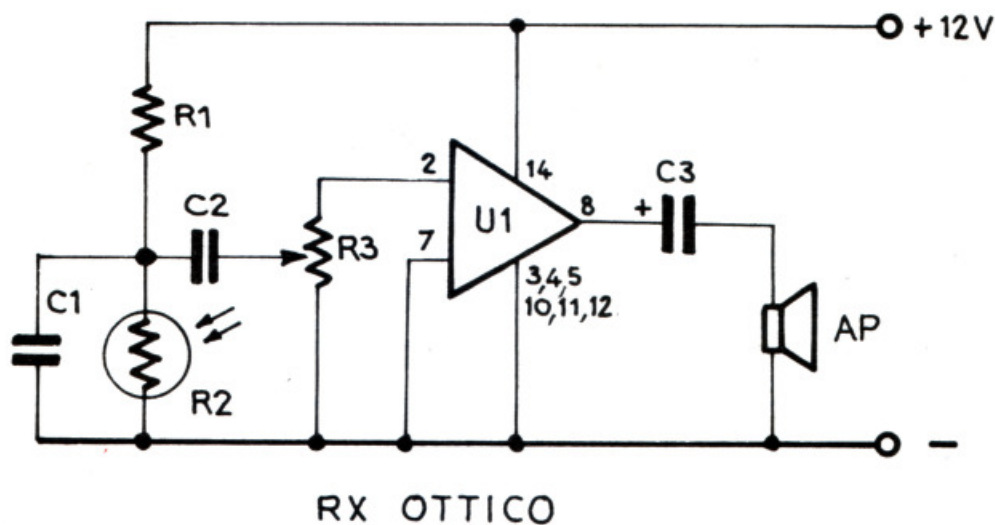 +12V
R1
2
14
C3
C2
U1
8
+
R3
7
3,4,5
10,11,12
C1
AP
R2
−
RX OTTICO